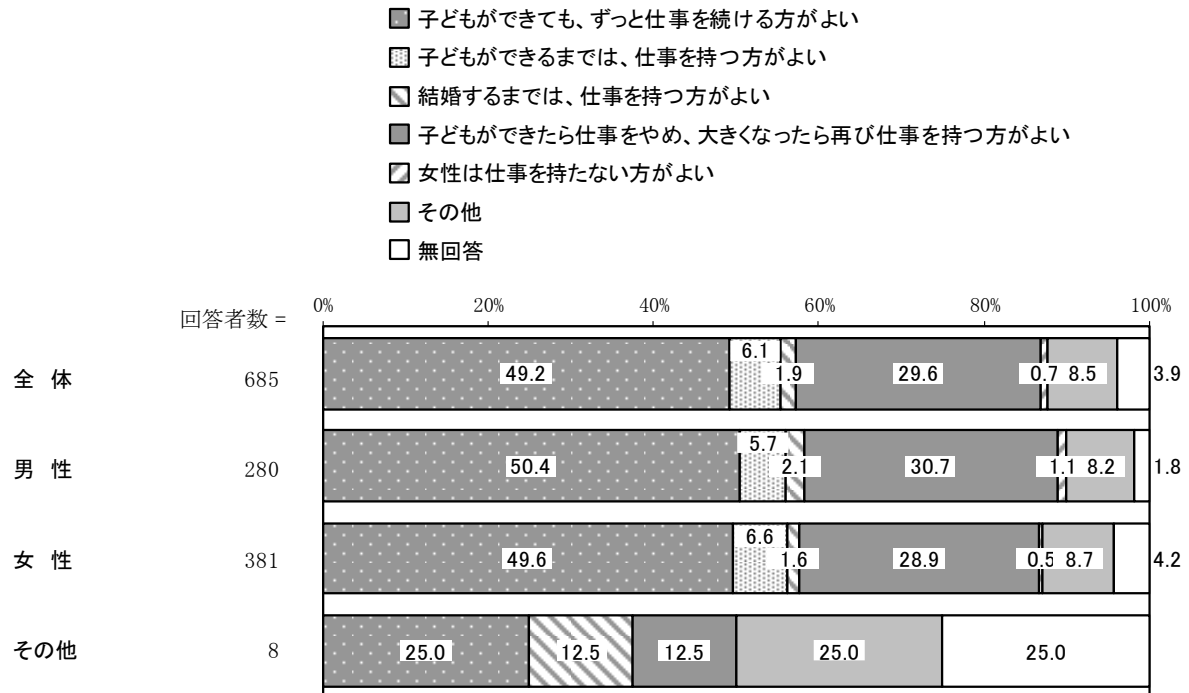 子どもができても、ずっと仕事を続ける方がよい
子どもができるまでは、仕事を持つ方がよい
結婚するまでは、仕事を持つ方がよい
子どもができたら仕事をやめ、大きくなったら再び仕事を持つ方がよい
女性は仕事を持たない方がよい
その他
無回答
回答者数 = 0% 20% 40% 60% 80% 100%
全 体 685 49.2 6.1 1.9 29.6 0.7 8.5 3.9
男 性 280 50.4 5.7 2.1 30.7 1.1 8.2 1.8
女 性 381 49.6 6.6 1.6 28.9 0.5 8.7 4.2
その他 8 25.0 12.5 12.5 25.0 25.0